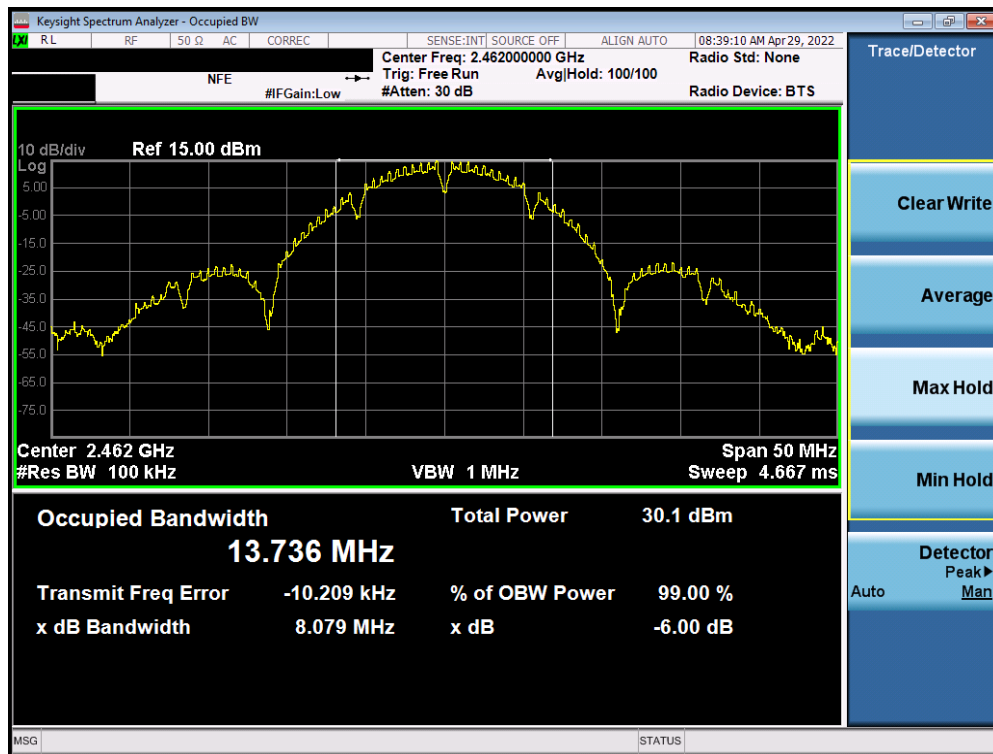 Keysight Spectrum Analyzer - Occupied BW
LXI RL RF 50 Ω AC CORREC SENSE:INT SOURCE OFF ALIGN AUTO 08:39:10 AM Apr 29, 2022
Center Freq: 2.462000000 GHz Radio Std: None
NFE Trig: Free Run Avg|Hold: 100/100
#IFGain:Low #Atten: 30 dB Radio Device: BTS
10 dB/div Ref 15.00 dBm
Log
5.00
-5.00
-15.0
-25.0
-35.0
-45.0
-55.0
-65.0
-75.0
Center 2.462 GHz Span 50 MHz
#Res BW 100 kHz VBW 1 MHz Sweep 4.667 ms
Occupied Bandwidth Total Power 30.1 dBm
13.736 MHz
Transmit Freq Error -10.209 kHz % of OBW Power 99.00 %
x dB Bandwidth 8.079 MHz x dB -6.00 dB
MSG STATUS
Trace/Detector
Clear Write
Average
Max Hold
Min Hold
Detector
Peak▶
Auto Man